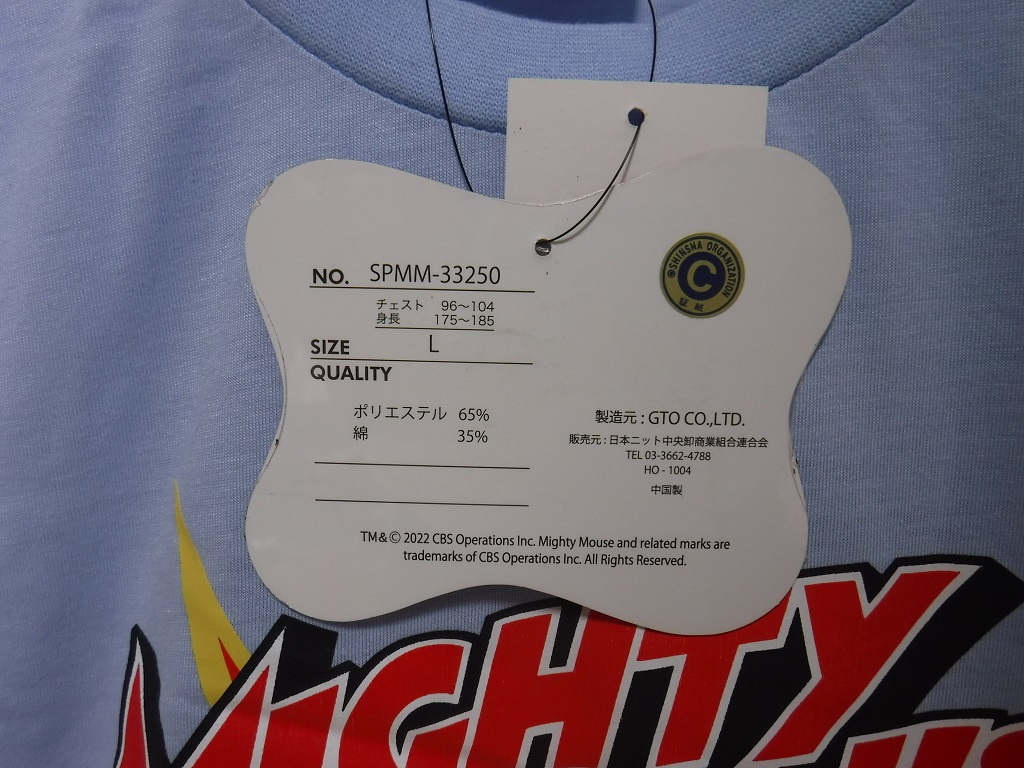 NO. SPMM-33250
チェスト 96～104
身長 175～185
SIZE L
QUALITY
ポリエステル 65%
綿 35%
©SHINSHA ORGANIZATION
C
証紙
製造元 : GTO CO.,LTD.
販売元 : 日本ニット中央卸商業組合連合会
TEL 03-3662-4788
HO - 1004
中国製
TM & © 2022 CBS Operations Inc. Mighty Mouse and related marks are
trademarks of CBS Operations Inc. All Rights Reserved.
MIGHTY